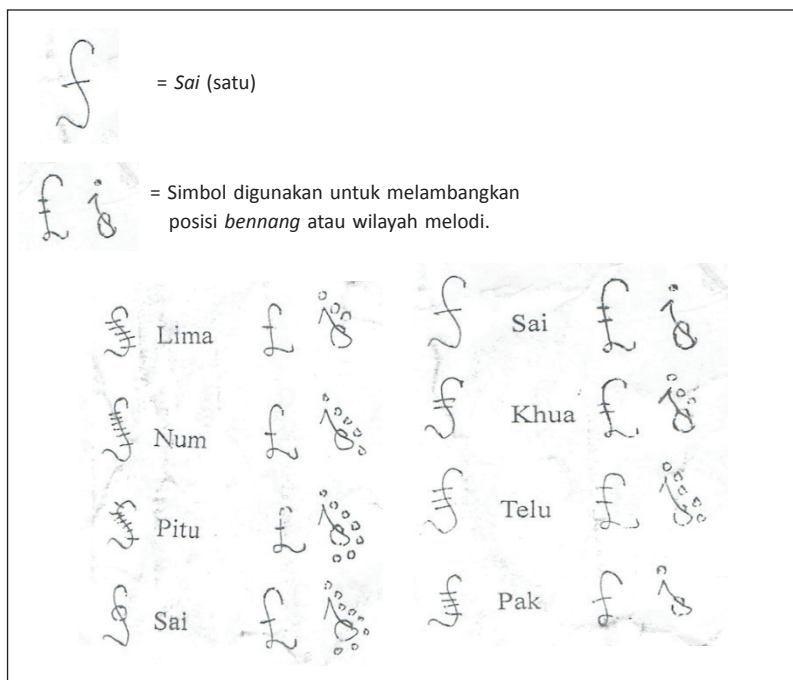 = Sai (satu)
= Simbol digunakan untuk melambangkan
posisi bennang atau wilayah melodi.
Lima
Num
Pitu
Sai
Sai
Khua
Telu
Pak